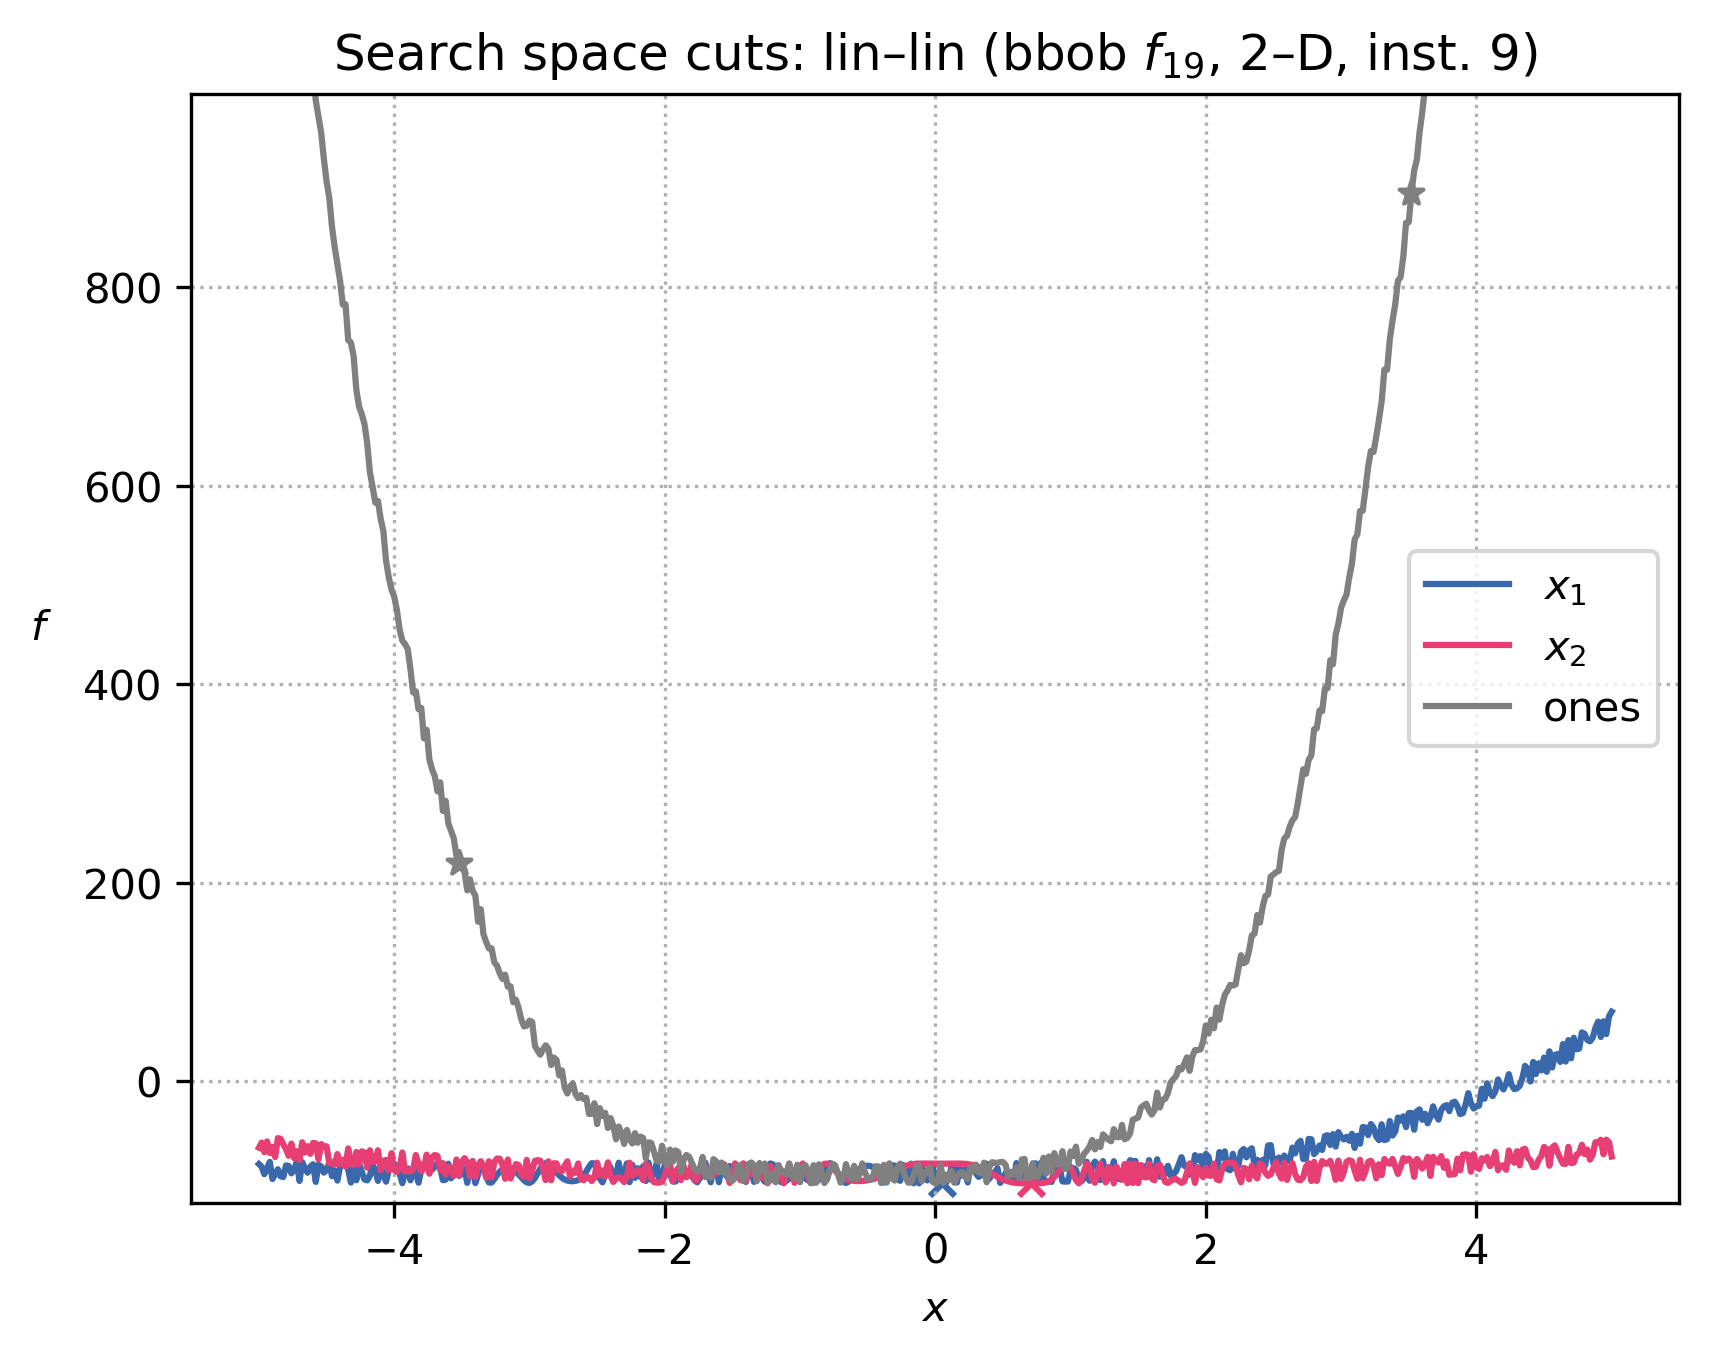 Search space cuts: lin–lin (bbob f₁₉, 2–D, inst. 9)
800
600
400
200
0
f
x₁
x₂
ones
−4
−2
0
2
4
x